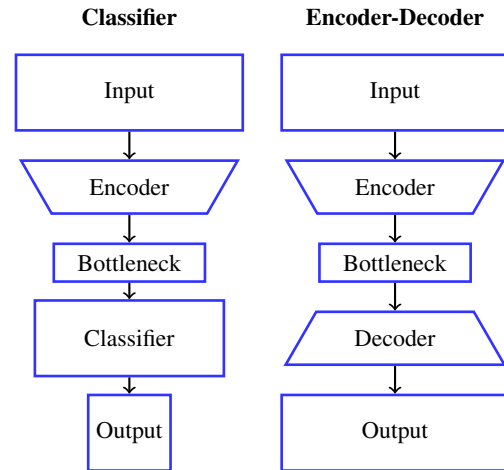 Classifier
Input
Encoder
Bottleneck
Classifier
Output
Encoder-Decoder
Input
Encoder
Bottleneck
Decoder
Output